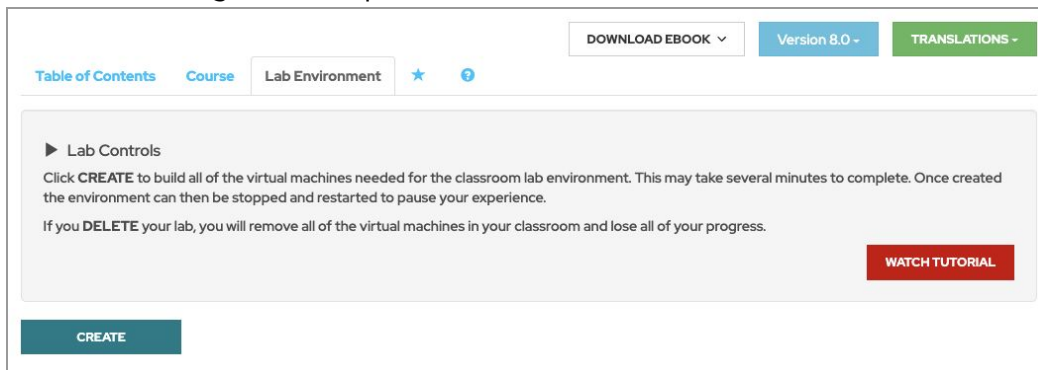 DOWNLOAD EBOOK
Version 8.0
TRANSLATIONS
Table of Contents
Course
Lab Environment
Lab Controls
Click CREATE to build all of the virtual machines needed for the classroom lab environment. This may take several minutes to complete. Once created
the environment can then be stopped and restarted to pause your experience.
If you DELETE your lab, you will remove all of the virtual machines in your classroom and lose all of your progress.
WATCH TUTORIAL
CREATE